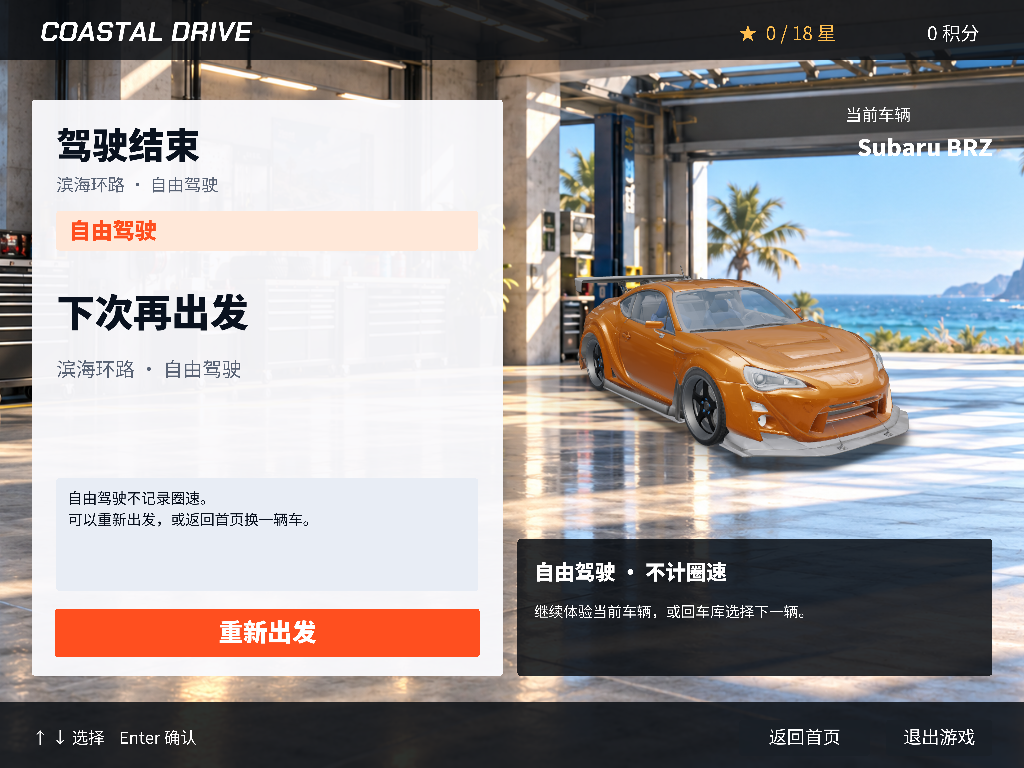 COASTAL DRIVE
★ 0 / 18 星
0 积分
驾驶结束
滨海环路 · 自由驾驶
自由驾驶
下次再出发
滨海环路 · 自由驾驶
自由驾驶不记录圈速。
可以重新出发，或返回首页换一辆车。
重新出发
当前车辆
Subaru BRZ
自由驾驶 · 不计圈速
继续体验当前车辆，或回车库选择下一辆。
↑ ↓ 选择 Enter 确认
返回首页
退出游戏